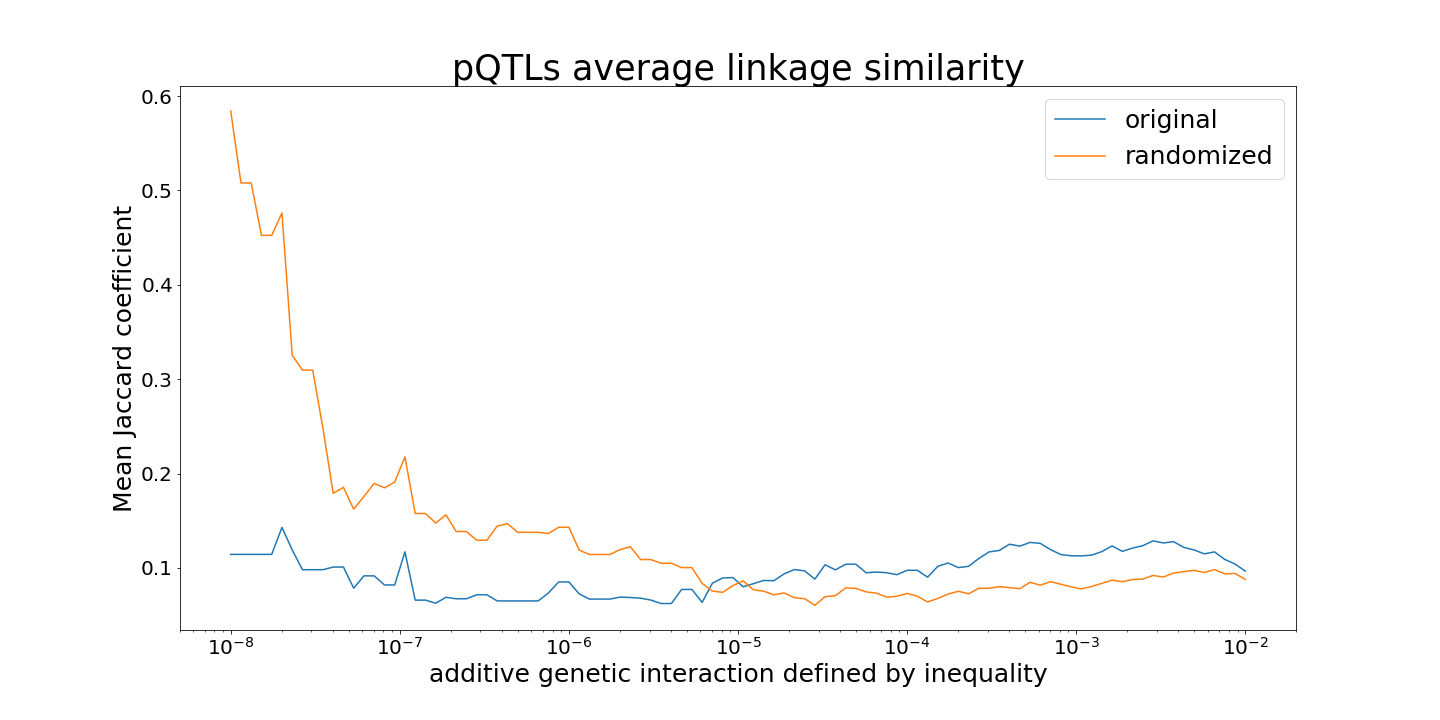 pQTLs average linkage similarity
original
randomized
Mean Jaccard coefficient
0.6
0.5
0.4
0.3
0.2
0.1
10⁻⁸ 10⁻⁷ 10⁻⁶ 10⁻⁵ 10⁻⁴ 10⁻³ 10⁻²
additive genetic interaction defined by inequality